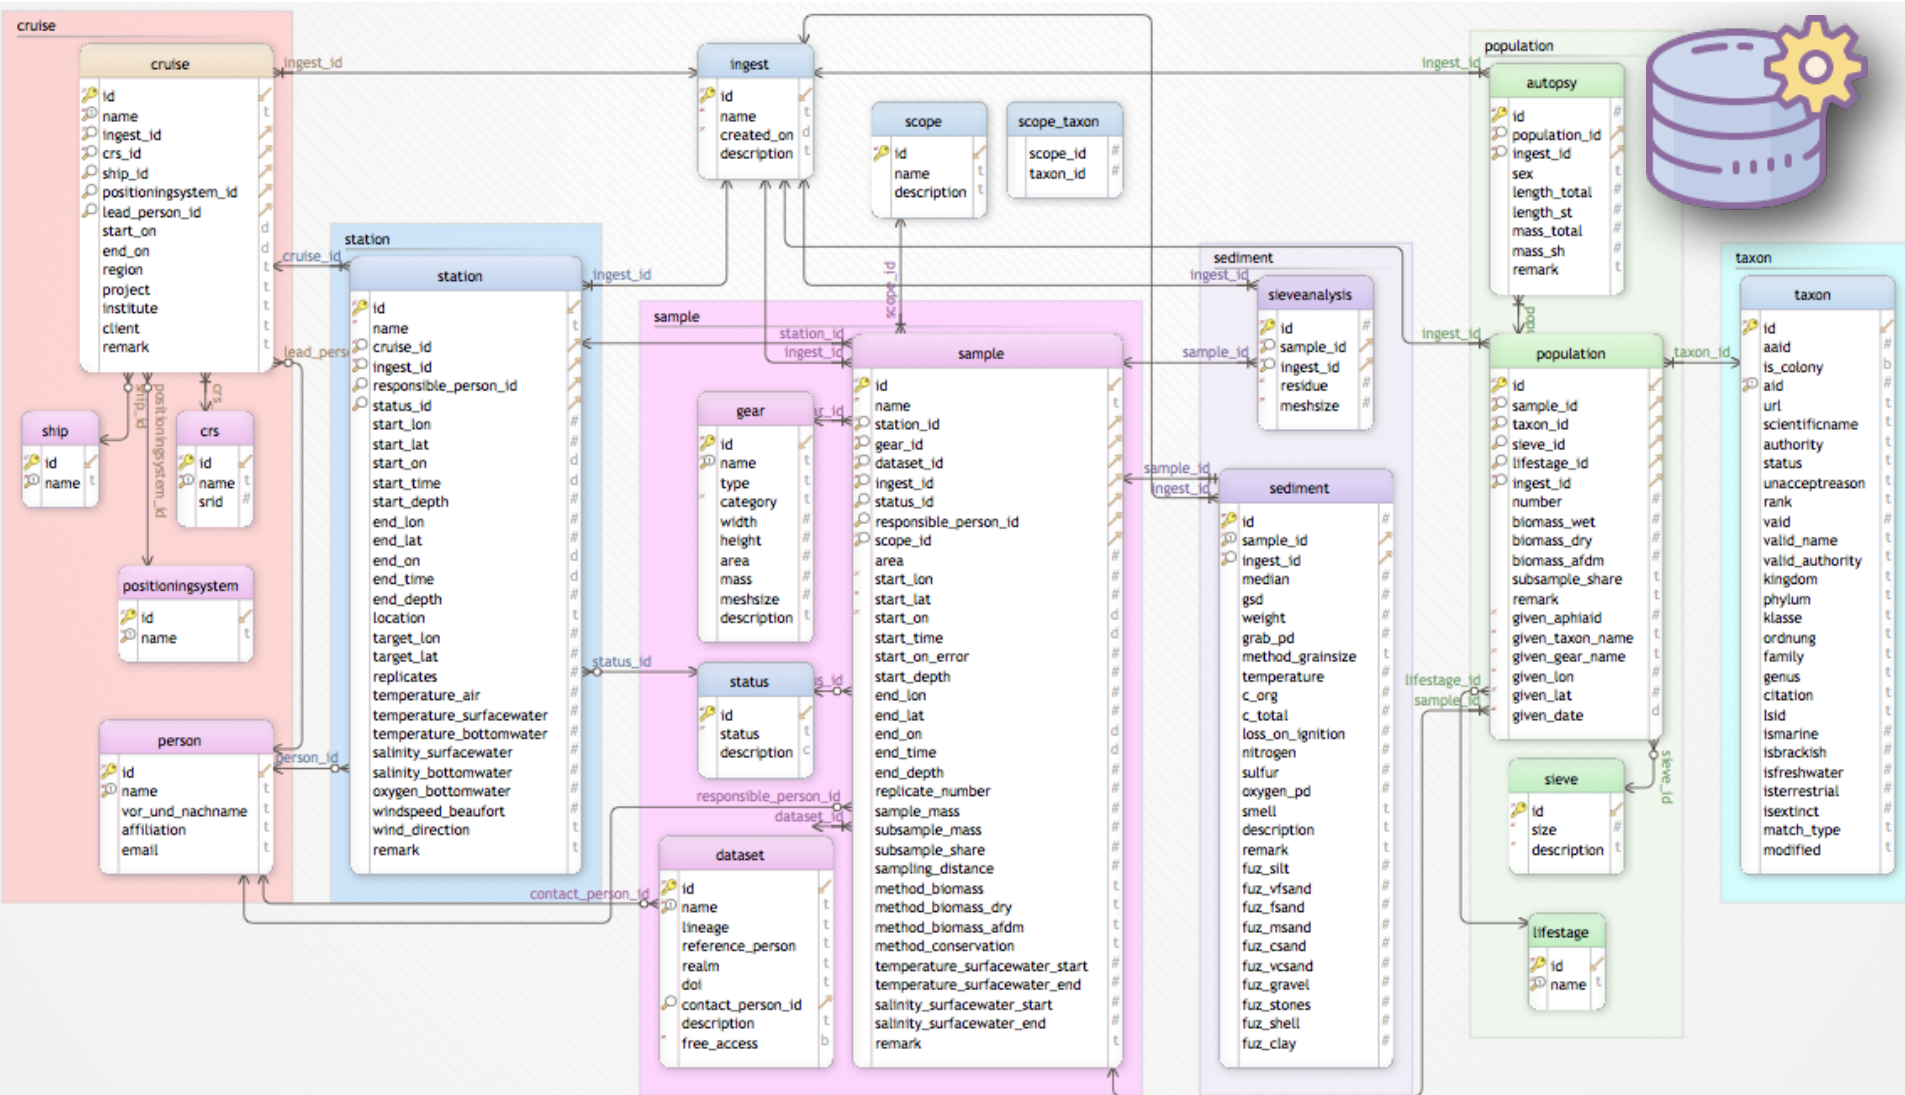 cruise
cruise
id
name
ingest_id
crs_id
ship_id
positioningsystem_id
lead_person_id
start_on
end_on
region
project
institute
client
remark
ingest_id
cruise_id
lead_perso
ship_id
positioningsystem_id
crs
ship
id
name
crs
id
name
srid
positioningsystem
id
name
person
id
name
vor_und_nachname
affiliation
email
person_id
station
station
id
name
cruise_id
ingest_id
responsible_person_id
status_id
start_lon
start_lat
start_on
start_time
start_depth
end_lon
end_lat
end_on
end_time
end_depth
location
target_lon
target_lat
replicates
temperature_air
temperature_surfacewater
temperature_bottomwater
salinity_surfacewater
salinity_bottomwater
oxygen_bottomwater
windspeed_beaufort
wind_direction
remark
ingest_id
status_id
contact_person_id
ingest
id
name
created_on
description
scope
id
name
description
scope_taxon
scope_id
taxon_id
scope_id
sample
station_id
ingest_id
gear
id
name
type
category
width
height
area
mass
meshsize
description
status
id
status
description
responsible_person_id
dataset_id
dataset
id
name
lineage
reference_person
realm
doi
contact_person_id
description
free_access
sample
id
name
station_id
gear_id
dataset_id
ingest_id
status_id
responsible_person_id
scope_id
area
start_lon
start_lat
start_on
start_time
start_on_error
start_depth
end_lon
end_lat
end_on
end_time
end_depth
replicate_number
sample_mass
subsample_mass
subsample_share
sampling_distance
method_biomass
method_biomass_dry
method_biomass_afdm
method_conservation
temperature_surfacewater_start
temperature_surfacewater_end
salinity_surfacewater_start
salinity_surfacewater_end
remark
sediment
ingest_id
sample_id
sieveanalysis
id
sample_id
ingest_id
residue
meshsize
sample_id
ingest_id
sediment
id
sample_id
ingest_id
median
gsd
weight
grab_pd
method_grainsize
temperature
c_org
c_total
loss_on_ignition
nitrogen
sulfur
oxygen_pd
smell
description
remark
fuz_silt
fuz_vfsand
fuz_fsand
fuz_msand
fuz_csand
fuz_vcsand
fuz_gravel
fuz_stones
fuz_shell
fuz_clay
population
ingest_id
autopsy
id
population_id
ingest_id
sex
length_total
length_st
mass_total
mass_sh
remark
popu
ingest_id
taxon_id
population
id
sample_id
taxon_id
sieve_id
lifestage_id
ingest_id
number
biomass_wet
biomass_dry
biomass_afdm
subsample_share
remark
given_aphiaid
given_taxon_name
given_gear_name
given_lon
given_lat
given_date
lifestage_id
sample_id
sieve_id
sieve
id
size
description
lifestage
id
name
taxon
taxon
id
aaid
is_colony
aid
url
scientificname
authority
status
unacceptreason
rank
vaid
valid_name
valid_authority
kingdom
phylum
klasse
ordnung
family
genus
citation
lsid
ismarine
isbrackish
isfreshwater
isterrestrial
isextinct
match_type
modified